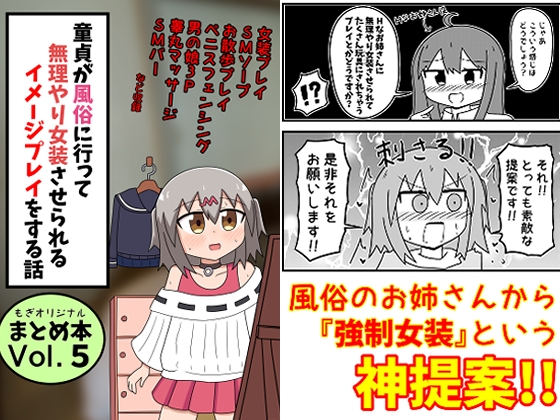 女装プレイ
SMソープ
お散歩プレイ
ペニスフェンシング
男の娘3P
睾丸マッサージ
SMバー
などの話
童貞が風俗に行って
無理やり女装させられる
イメージプレイをする話
もぎオリジナル
まとめ本
Vol.5
じゃあ
こういう感じは
どうでしょう?
Hなお姉さんに
無理やり女装させられて
たくさん玩具にされちゃう
プレイとかどうですか?
!?
刺さる!!
それ!!
とっても素敵な
提案です!!
是非それを
お願いします!!
風俗のお姉さんから
『強制女装』という
神提案!!